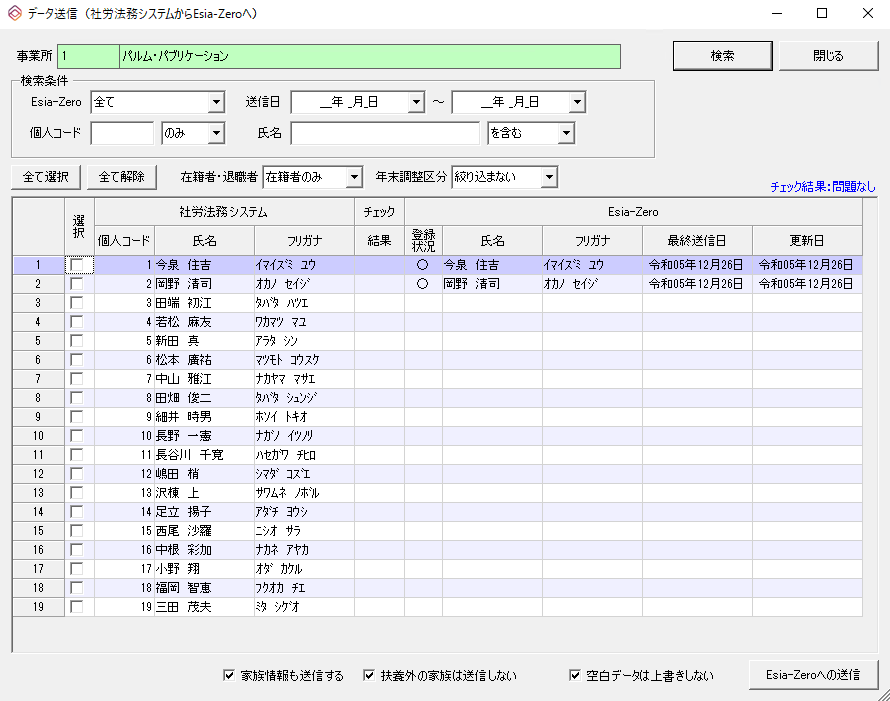 データ送信（社労法務システムからEsia-Zeroへ）
事業所 1 パルム・パブリケーション 検索 閉じる
検索条件
Esia-Zero 全て 送信日 __年 _月_日 ～ __年 _月_日
個人コード のみ 氏名 を含む
全て選択 全て解除 在籍者・退職者 在籍者のみ 年末調整区分 絞り込まない
チェック結果：問題なし
選択 社労法務システム チェック Esia-Zero
個人コード 氏名 フリガナ 結果 登録状況 氏名 フリガナ 最終送信日 更新日
1 1 今泉 住吉 ｲﾏｲｽﾞﾐ ﾕｳ ○ 今泉 住吉 ｲﾏｲｽﾞﾐ ﾕｳ 令和05年12月26日 令和05年12月26日
2 2 岡野 清司 ｵｶﾉ ｾｲｼﾞ ○ 岡野 清司 ｵｶﾉ ｾｲｼﾞ 令和05年12月26日 令和05年12月26日
3 3 田端 初江 ﾀﾊﾞﾀ ﾊﾂｴ
4 4 若松 麻友 ﾜｶﾏﾂ ﾏﾕ
5 5 新田 真 ｱﾗﾀ ｼﾝ
6 6 松本 廣祐 ﾏﾂﾓﾄ ｺｳｽｹ
7 7 中山 雅江 ﾅｶﾔﾏ ﾏｻｴ
8 8 田畑 俊二 ﾀﾊﾞﾀ ｼｭﾝｼﾞ
9 9 細井 時男 ﾎｿｲ ﾄｷｵ
10 10 長野 一憲 ﾅｶﾞﾉ ｲﾂﾉﾘ
11 11 長谷川 千寛 ﾊｾｶﾞﾜ ﾁﾋﾛ
12 12 嶋田 梢 ｼﾏﾀﾞ ｺｽﾞｴ
13 13 沢棟 上 ｻﾜﾑﾈ ﾉﾎﾞﾙ
14 14 足立 揚子 ｱﾀﾞﾁ ﾖｳｼ
15 15 西尾 沙羅 ﾆｼｵ ｻﾗ
16 16 中根 彩加 ﾅｶﾈ ｱﾔｶ
17 17 小野 翔 ｵﾀﾞ ｶｹﾙ
18 18 福岡 智恵 ﾌｸｵｶ ﾁｴ
19 19 三田 茂夫 ﾐﾀ ｼｹﾞｵ
家族情報も送信する 扶養外の家族は送信しない 空白データは上書きしない Esia-Zeroへの送信